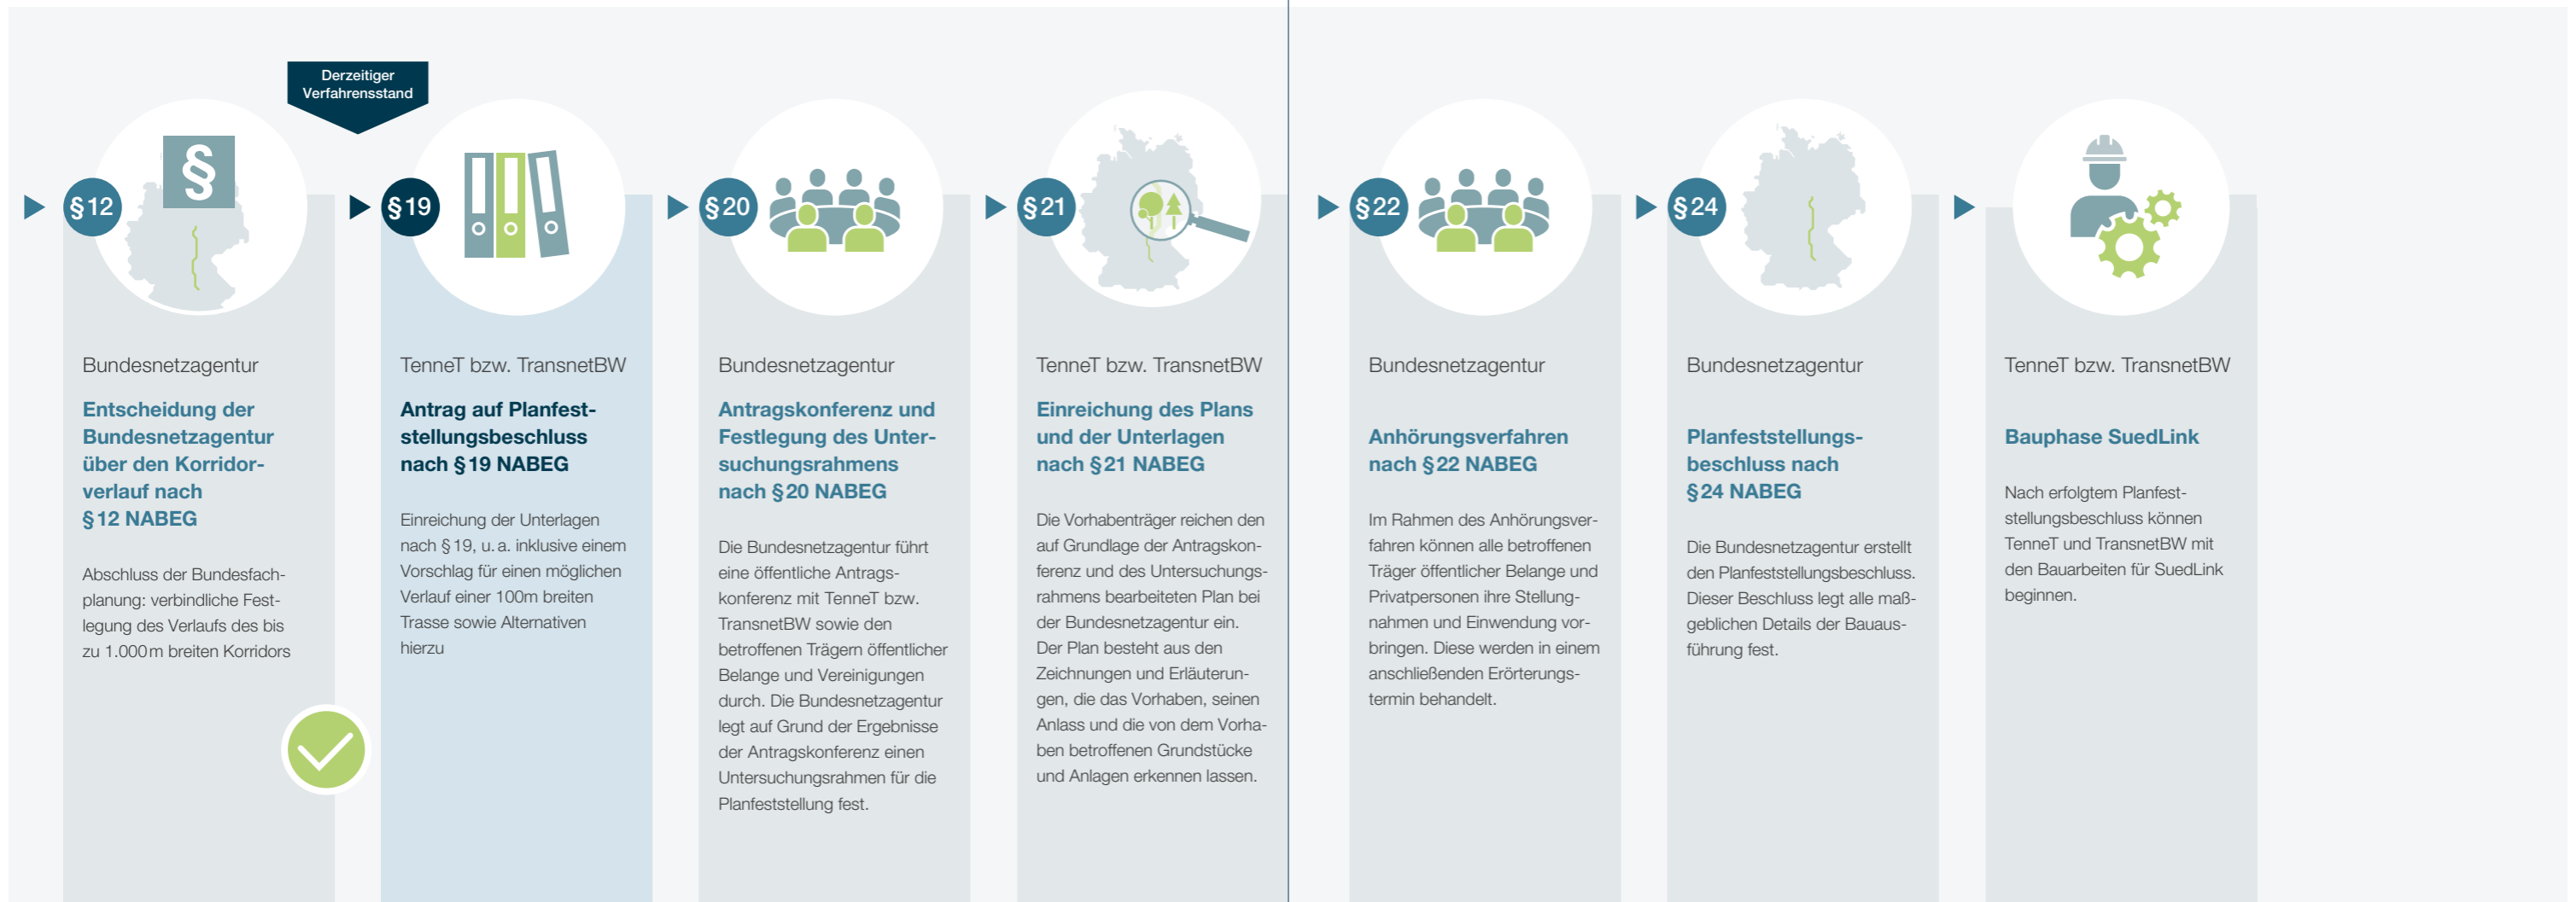 Derzeitiger
Verfahrensstand
§
§12
Bundesnetzagentur
Entscheidung der
Bundesnetzagentur
über den Korridor-
verlauf nach
§12 NABEG
Abschluss der Bundesfach-
planung: verbindliche Fest-
legung des Verlaufs des bis
zu 1.000 m breiten Korridors
§19
TenneT bzw. TransnetBW
Antrag auf Planfest-
stellungsbeschluss
nach §19 NABEG
Einreichung der Unterlagen
nach §19, u. a. inklusive einem
Vorschlag für einen möglichen
Verlauf einer 100m breiten
Trasse sowie Alternativen
hierzu
§20
Bundesnetzagentur
Antragskonferenz und
Festlegung des Unter-
suchungsrahmens
nach §20 NABEG
Die Bundesnetzagentur führt
eine öffentliche Antrags-
konferenz mit TenneT bzw.
TransnetBW sowie den
betroffenen Trägern öffentlicher
Belange und Vereinigungen
durch. Die Bundesnetzagentur
legt auf Grund der Ergebnisse
der Antragskonferenz einen
Untersuchungsrahmen für die
Planfeststellung fest.
§21
TenneT bzw. TransnetBW
Einreichung des Plans
und der Unterlagen
nach §21 NABEG
Die Vorhabenträger reichen den
auf Grundlage der Antragskon-
ferenz und des Untersuchungs-
rahmens bearbeiteten Plan bei
der Bundesnetzagentur ein.
Der Plan besteht aus den
Zeichnungen und Erläuterun-
gen, die das Vorhaben, seinen
Anlass und die von dem Vorha-
ben betroffenen Grundstücke
und Anlagen erkennen lassen.
§22
Bundesnetzagentur
Anhörungsverfahren
nach §22 NABEG
Im Rahmen des Anhörungsver-
fahren können alle betroffenen
Träger öffentlicher Belange und
Privatpersonen ihre Stellung-
nahmen und Einwendung vor-
bringen. Diese werden in einem
anschließenden Erörterungs-
termin behandelt.
§24
Bundesnetzagentur
Planfeststellungs-
beschluss nach
§24 NABEG
Die Bundesnetzagentur erstellt
den Planfeststellungsbeschluss.
Dieser Beschluss legt alle maß-
geblichen Details der Bauaus-
führung fest.
TenneT bzw. TransnetBW
Bauphase SuedLink
Nach erfolgtem Planfest-
stellungsbeschluss können
TenneT und TransnetBW mit
den Bauarbeiten für SuedLink
beginnen.